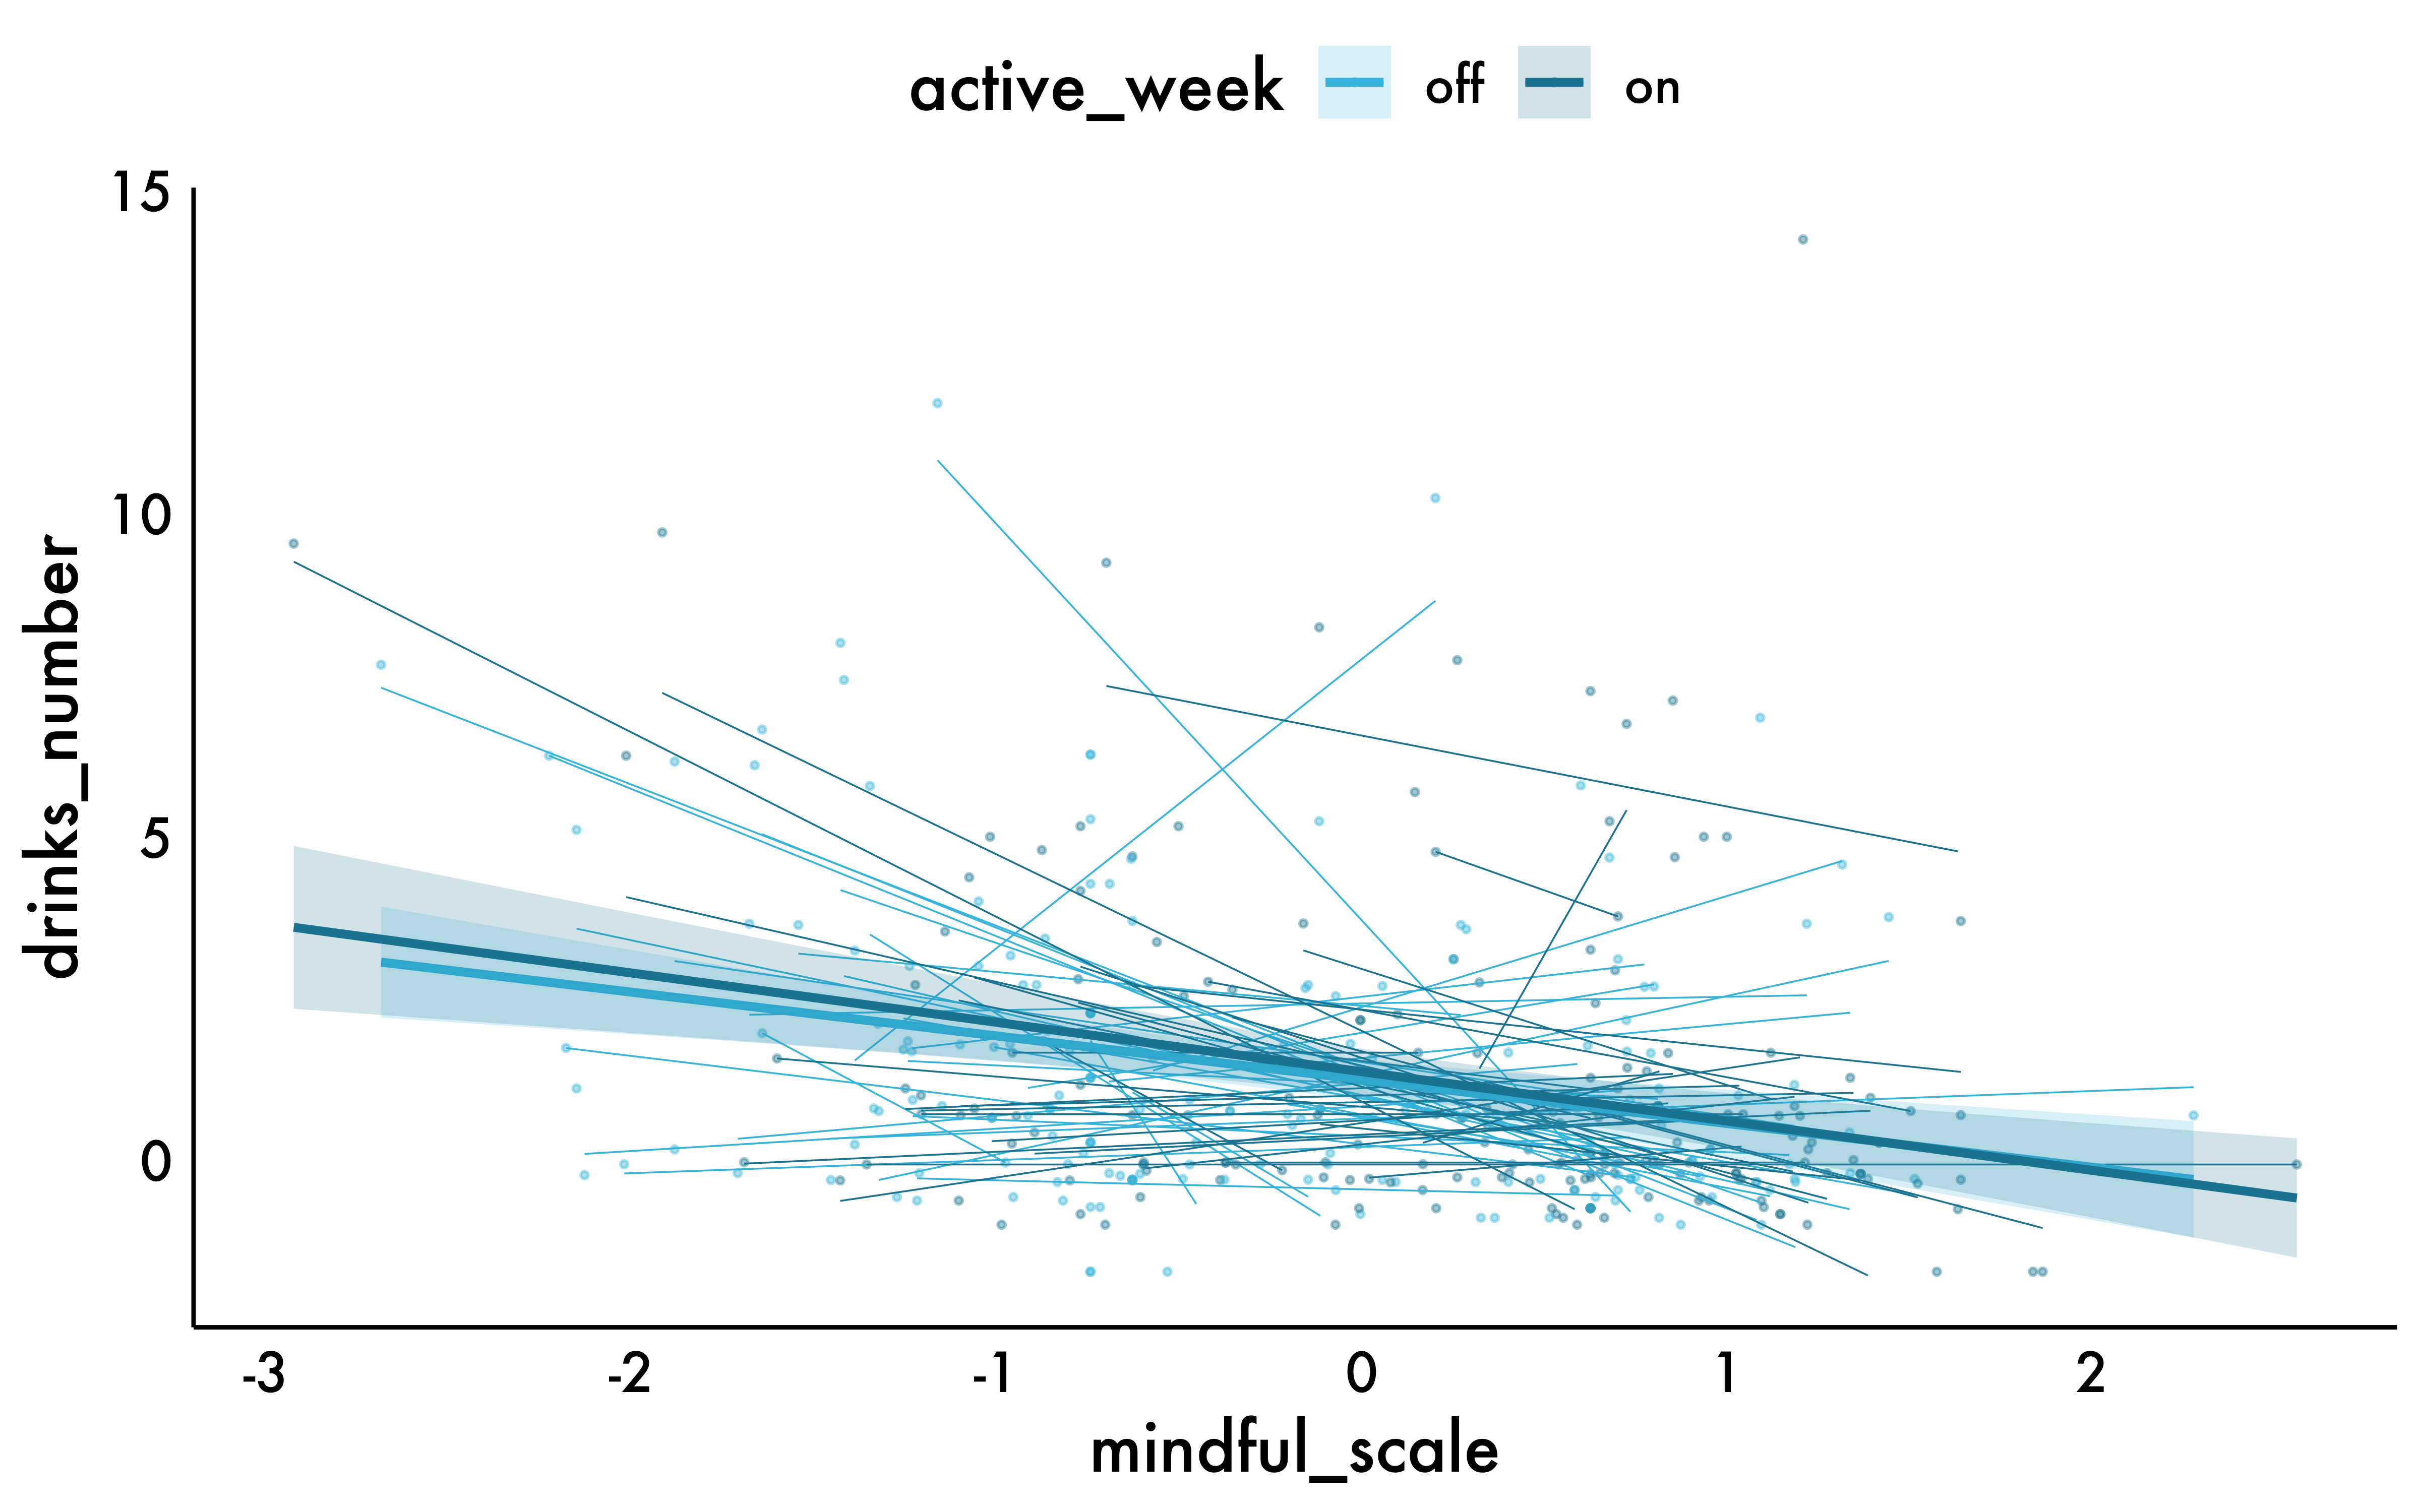 active_week off on
15
10
5
0
drinks_number
-3 -2 -1 0 1 2
mindful_scale